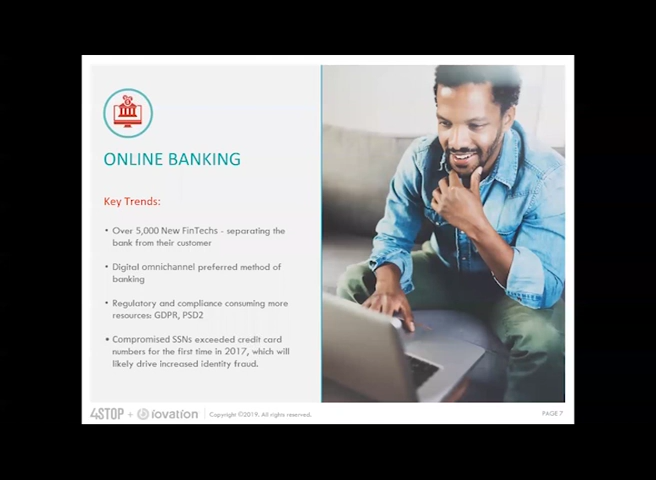 ONLINE BANKING
Key Trends:
• Over 5,000 New FinTechs - separating the
bank from their customer
• Digital omnichannel preferred method of
banking
• Regulatory and compliance consuming more
resources: GDPR, PSD2
• Compromised SSNs exceeded credit card
numbers for the first time in 2017, which will
likely drive increased identity fraud.
4STOP + iovation | Copyright ©2019. All rights reserved.
PAGE 7